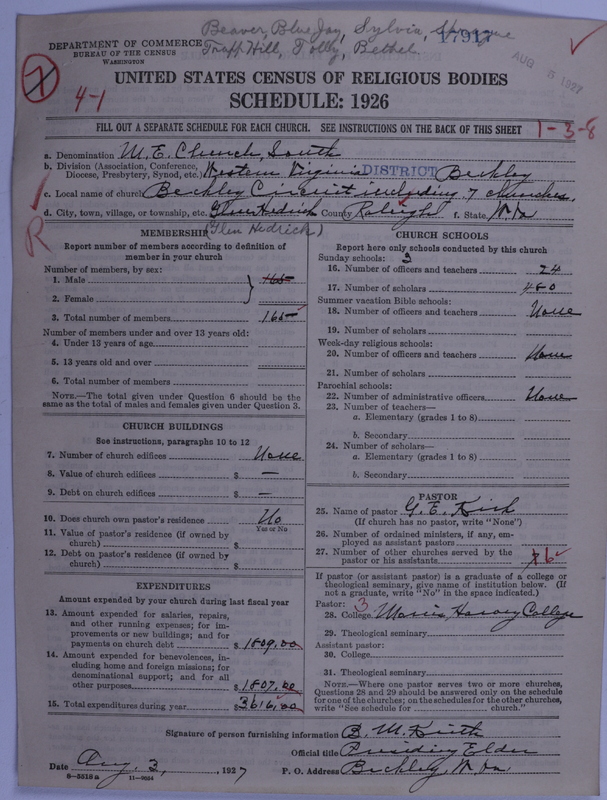 Beaver, Blue Jay, Sylvia, Sprague
17917
Trapp Hill, Tolly, Bethel
DEPARTMENT OF COMMERCE
BUREAU OF THE CENSUS
WASHINGTON
AUG 5 1927
7
4-1
UNITED STATES CENSUS OF RELIGIOUS BODIES
SCHEDULE: 1926
FILL OUT A SEPARATE SCHEDULE FOR EACH CHURCH. SEE INSTRUCTIONS ON THE BACK OF THIS SHEET
1-3-8
a. Denomination M. E. Church, South
b. Division (Association, Conference, Diocese, Presbytery, Synod, etc.) Western Virginia DISTRICT Beckley
c. Local name of church Beckley Circuit including 7 churches.
d. City, town, village, or township, etc. Glen Hedrick County Raleigh f. State, W. Va
(Glen Hedrick)
R
MEMBERSHIP
Report number of members according to definition of
member in your church
Number of members, by sex:
1. Male 165
2. Female
3. Total number of members 165
Number of members under and over 13 years old:
4. Under 13 years of age
5. 13 years old and over
6. Total number of members
NOTE.—The total given under Question 6 should be the
same as the total of males and females given under Question 3.
CHURCH BUILDINGS
See instructions, paragraphs 10 to 12
7. Number of church edifices None
8. Value of church edifices $ —
9. Debt on church edifices $ —
10. Does church own pastor's residence No
Yes or No
11. Value of pastor's residence (if owned by
church) $
12. Debt on pastor's residence (if owned by
church) $
EXPENDITURES
Amount expended by your church during last fiscal year
13. Amount expended for salaries, repairs,
and other running expenses; for im-
provements or new buildings; and for
payments on church debt $ 1809.00
14. Amount expended for benevolences, in-
cluding home and foreign missions; for
denominational support; and for all
other purposes $ 1807.00
15. Total expenditures during year $ 3616.00
CHURCH SCHOOLS
Report here only schools conducted by this church
Sunday schools: 3
16. Number of officers and teachers 24
17. Number of scholars 480
Summer vacation Bible schools:
18. Number of officers and teachers None
19. Number of scholars
Week-day religious schools:
20. Number of officers and teachers None
21. Number of scholars
Parochial schools:
22. Number of administrative officers None
23. Number of teachers—
a. Elementary (grades 1 to 8)
b. Secondary
24. Number of scholars—
a. Elementary (grades 1 to 8)
b. Secondary
PASTOR
25. Name of pastor G. E. Kirk
(If church has no pastor, write "None")
26. Number of ordained ministers, if any, em-
ployed as assistant pastors
27. Number of other churches served by the
pastor or his assistante 6
If pastor (or assistant pastor) is a graduate of a college or
theological seminary, give name of institution below. (If
not a graduate, write "No" in the space indicated.)
Pastor: 3
28. College Morris Harvey College
29. Theological seminary
Assistant pastor:
30. College
31. Theological seminary
NOTE.—Where one pastor serves two or more churches,
Questions 28 and 29 should be answered only on the schedule
for one of the churches; on the schedules for the other churches,
write "See schedule for church."
Signature of person furnishing information B. M. Keith
Official title Presiding Elder
Date Aug. 3, 1927 P. O. Address Beckley, W. Va
8-5518a 11-9064